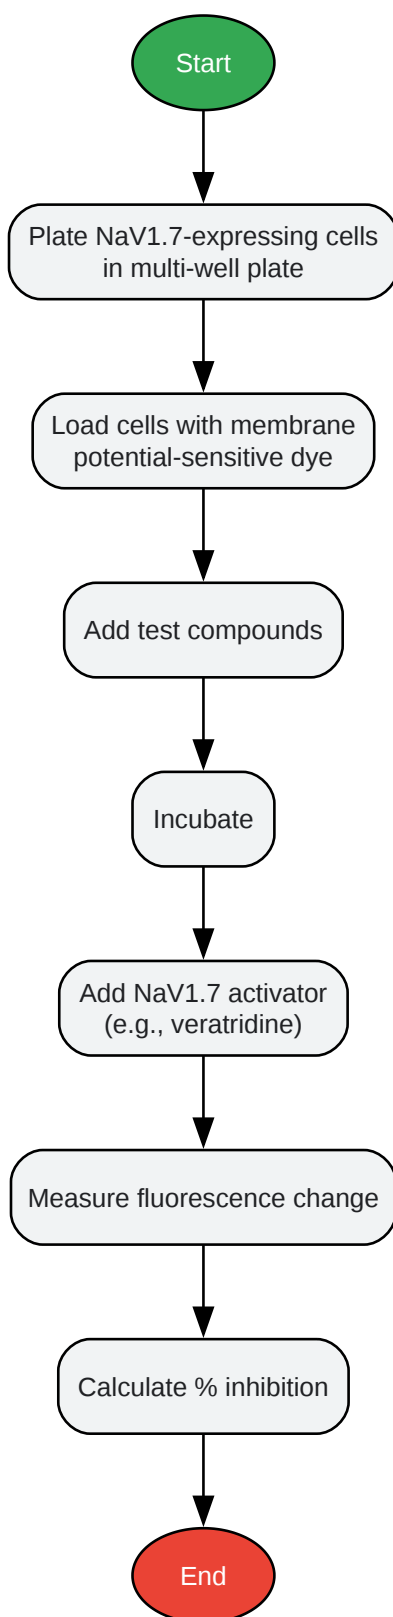 Start
Plate NaV1.7-expressing cells
in multi-well plate
Load cells with membrane
potential-sensitive dye
Add test compounds
Incubate
Add NaV1.7 activator
(e.g., veratridine)
Measure fluorescence change
Calculate % inhibition
End